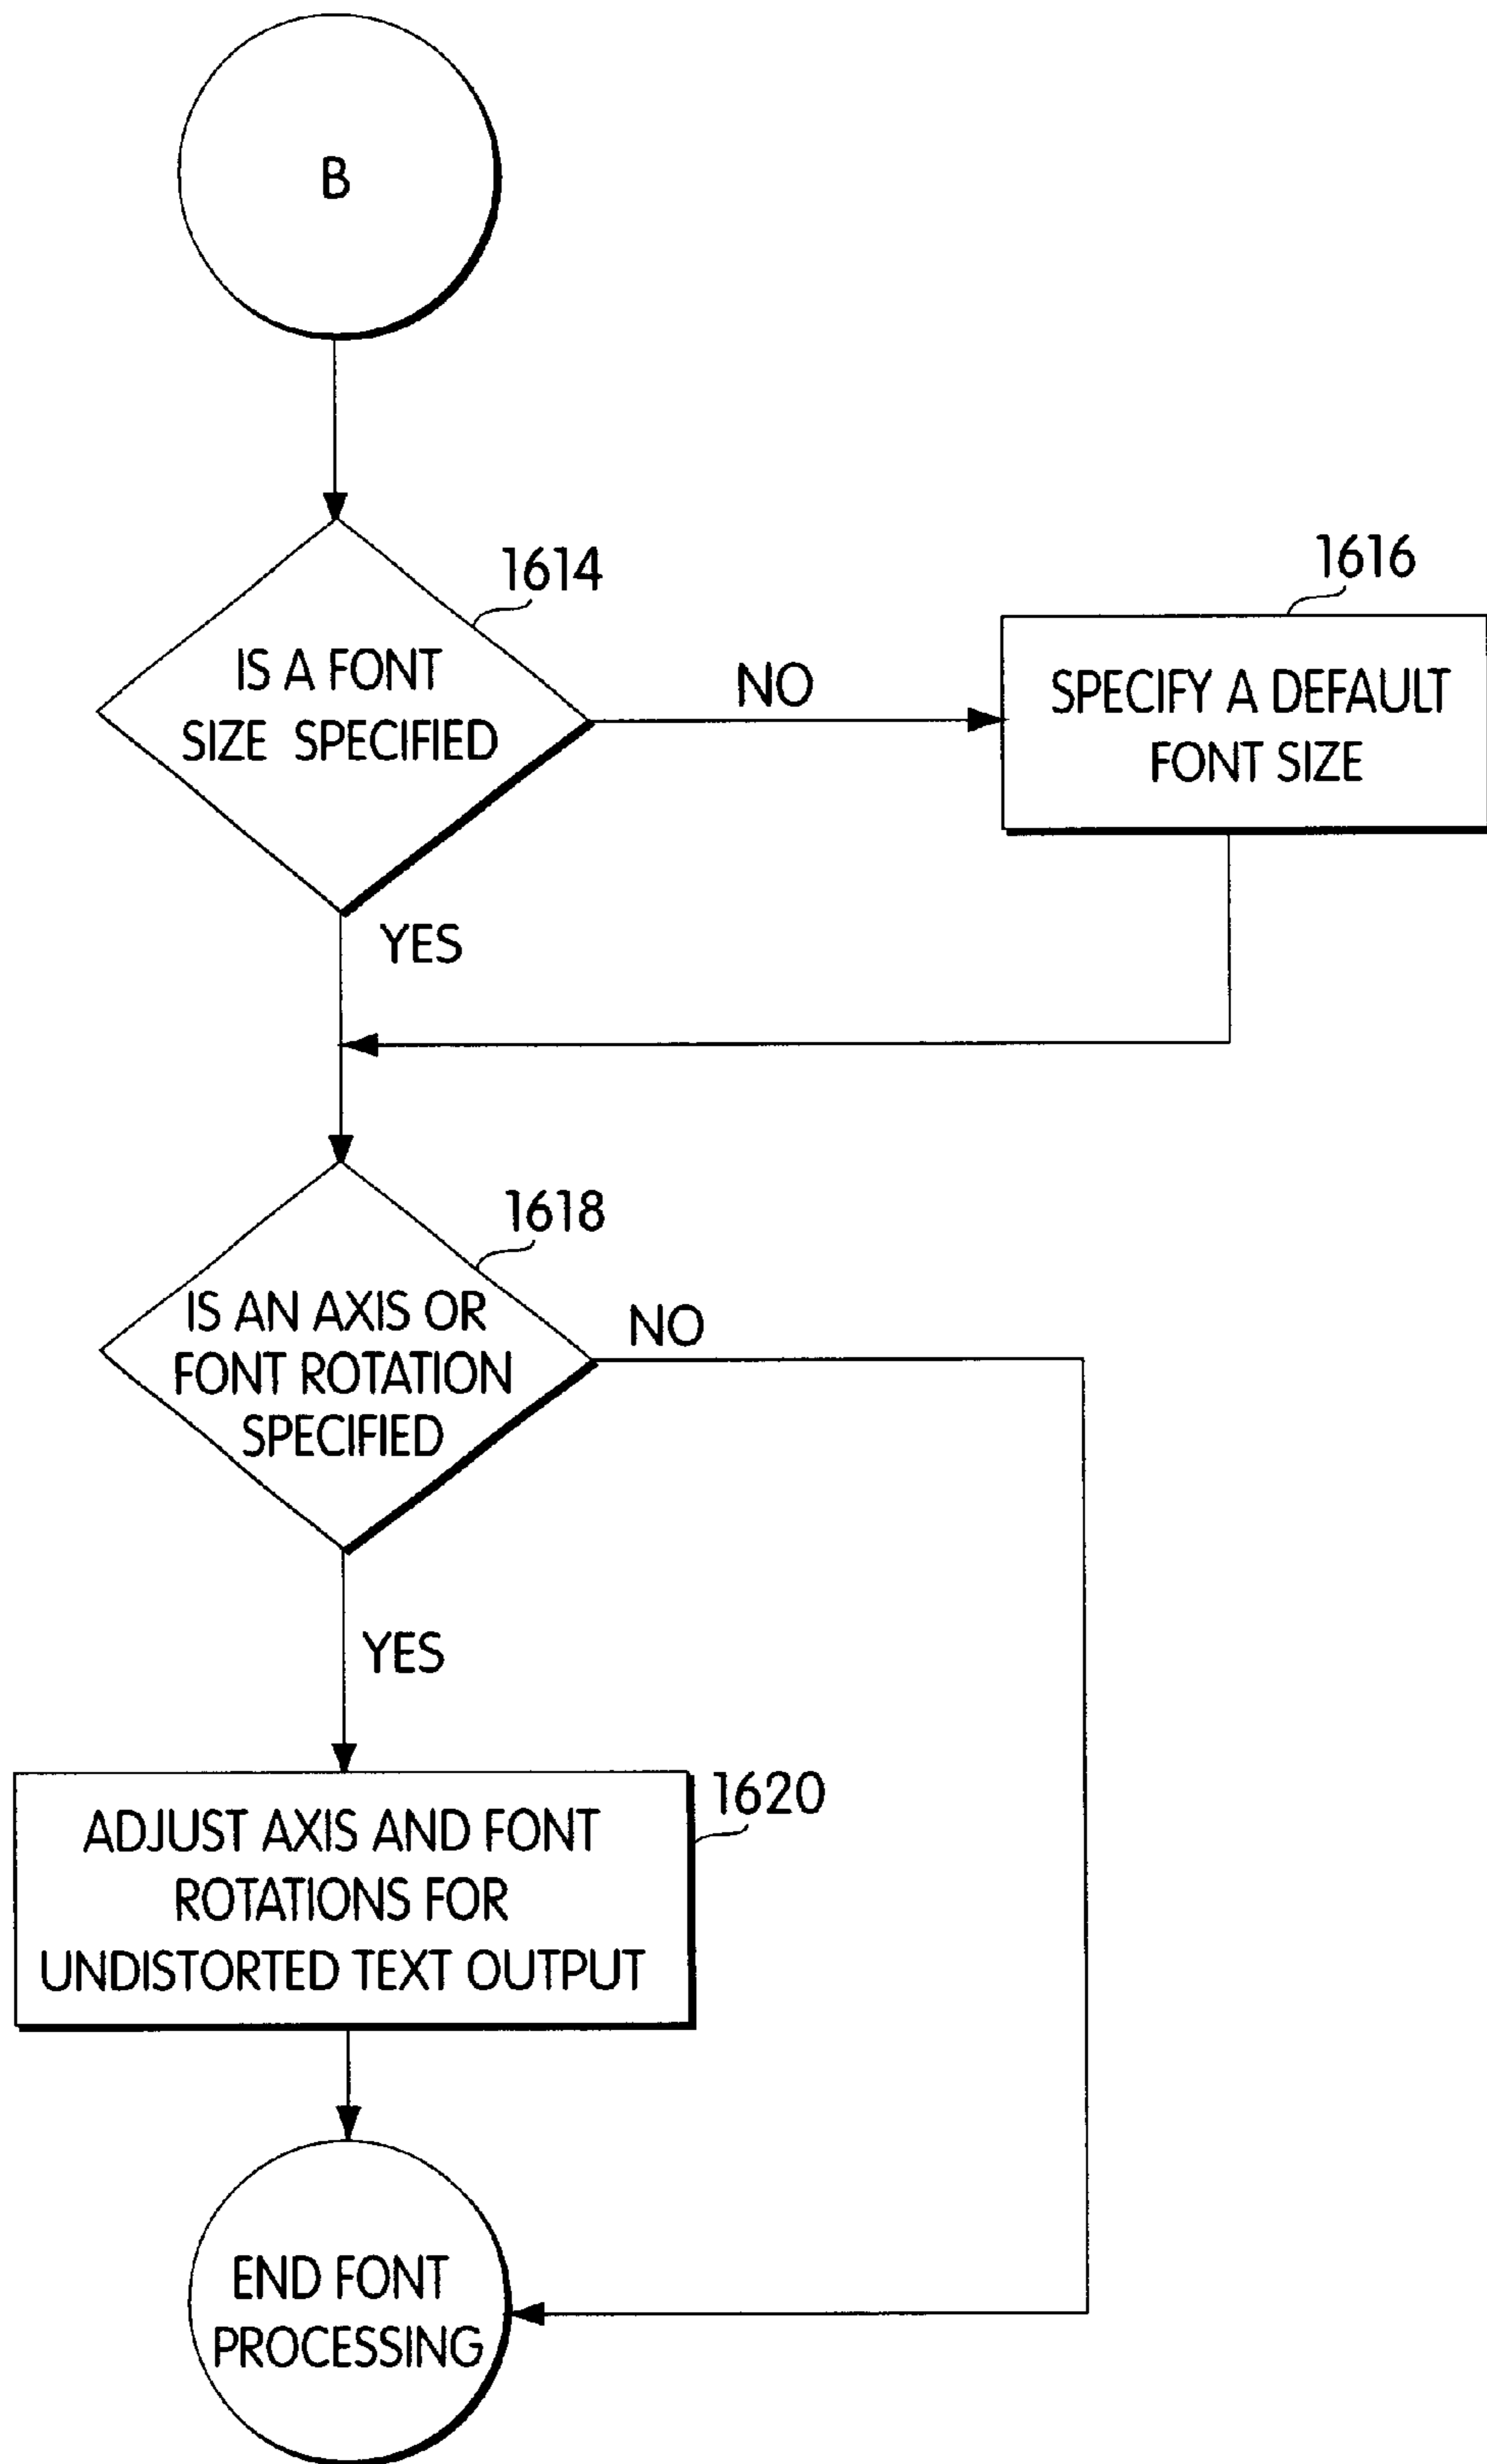 B
1614
IS A FONT
SIZE SPECIFIED
NO
1616
SPECIFY A DEFAULT
FONT SIZE
YES
1618
IS AN AXIS OR
FONT ROTATION
SPECIFIED
NO
YES
1620
ADJUST AXIS AND FONT
ROTATIONS FOR
UNDISTORTED TEXT OUTPUT
END FONT
PROCESSING